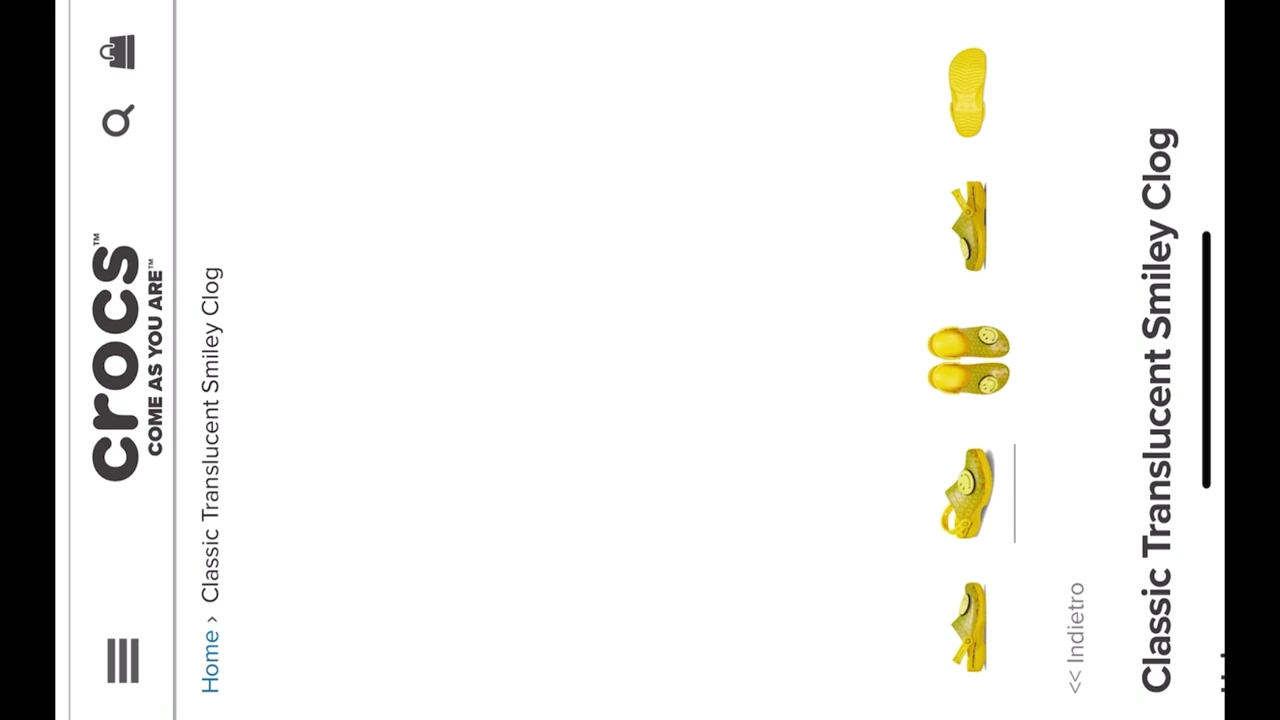 crocs™
COME AS YOU ARE™
Home › Classic Translucent Smiley Clog
<< Indietro
Classic Translucent Smiley Clog